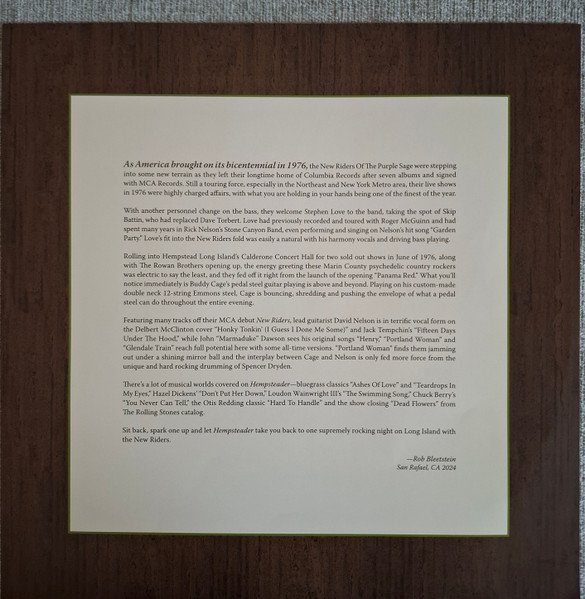 As America brought on its bicentennial in 1976, the New Riders Of The Purple Sage were stepping
into some new terrain as they left their longtime home of Columbia Records after seven albums and signed
with MCA Records. Still a touring force, especially in the Northeast and New York Metro area, their live shows
in 1976 were highly charged affairs, with what you are holding in your hands being one of the finest of the year.
With another personnel change on the bass, they welcome Stephen Love to the band, taking the spot of Skip
Battin, who had replaced Dave Torbert. Love had previously recorded and toured with Roger McGuinn and had
spent many years in Rick Nelson's Stone Canyon Band, even performing and singing on Nelson's hit song "Garden
Party." Love's fit into the New Riders fold was easily a natural with his harmony vocals and driving bass playing.
Rolling into Hempstead Long Island's Calderone Concert Hall for two sold out shows in June of 1976, along
with The Rowan Brothers opening up, the energy greeting these Marin County psychedelic country rockers
was electric to say the least, and they fed off it right from the launch of the opening "Panama Red." What you'll
notice immediately is Buddy Cage's pedal steel guitar playing is above and beyond. Playing on his custom-made
double neck 12-string Emmons steel, Cage is bouncing, shredding and pushing the envelope of what a pedal
steel can do throughout the entire evening.
Featuring many tracks off their MCA debut New Riders, lead guitarist David Nelson is in terrific vocal form on
the Delbert McClinton cover "Honky Tonkin' (I Guess I Done Me Some)" and Jack Tempchin's "Fifteen Days
Under The Hood," while John "Marmaduke" Dawson sees his original songs "Henry," "Portland Woman" and
"Glendale Train" reach full potential here with some all-time versions. "Portland Woman" finds them jamming
out under a shining mirror ball and the interplay between Cage and Nelson is only fed more force from the
unique and hard rocking drumming of Spencer Dryden.
There's a lot of musical worlds covered on Hempsteader—bluegrass classics "Ashes Of Love" and "Teardrops In
My Eyes," Hazel Dickens' "Don't Put Her Down," Loudon Wainwright III's "The Swimming Song," Chuck Berry's
"You Never Can Tell," the Otis Redding classic "Hard To Handle" and the show closing "Dead Flowers" from
The Rolling Stones catalog.
Sit back, spark one up and let Hempsteader take you back to one supremely rocking night on Long Island with
the New Riders.
—Rob Bleetstein
San Rafael, CA 2024